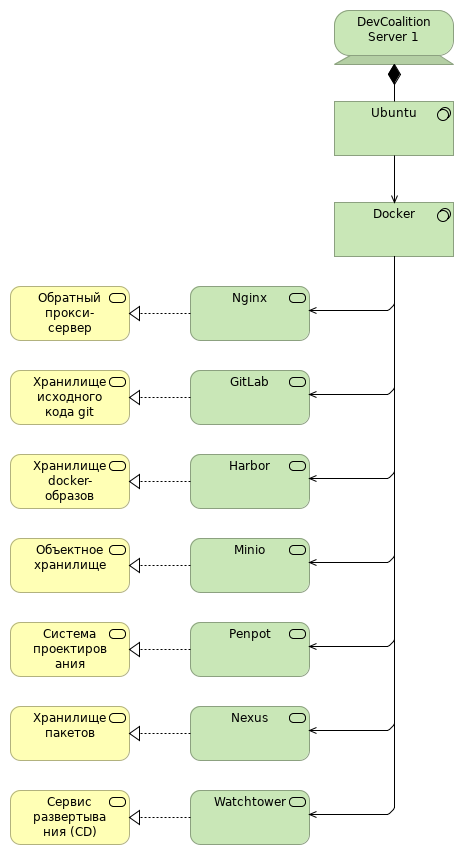 DevCoalition
Server 1
Ubuntu
Docker
Обратный
прокси-
сервер
Nginx
Хранилище
исходного
кода git
GitLab
Хранилище
docker-
образов
Harbor
Объектное
хранилище
Minio
Система
проектиров
ания
Penpot
Хранилище
пакетов
Nexus
Сервис
развертыва
ния (CD)
Watchtower